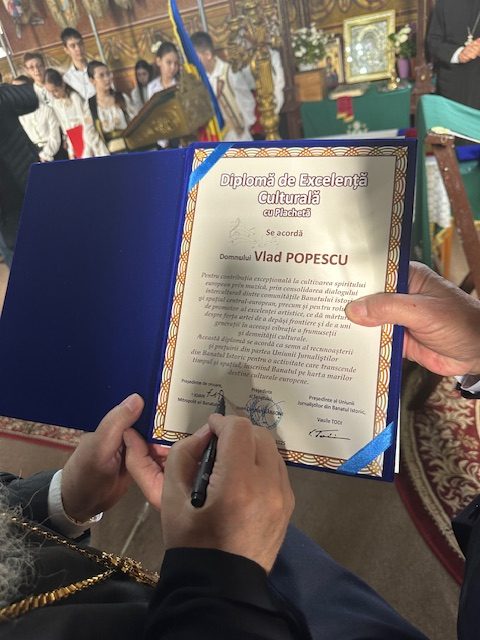 Diplomă de Excelență
Culturală
cu Plachetă
Se acordă
Domnului Vlad POPESCU
Pentru contribuția excepțională la cultivarea spiritului
european prin muzică, prin consolidarea dialogului
intercultural dintre comunitățile Banatului istoric
și spațiul central-european, precum și pentru rolul
de promotor al excelenței artistice, ce dă mărturie
despre forța artei de a depăși frontiere și de a uni
generații în aceeași vibrație a frumuseții
și demnității culturale.
Această diplomă se acordă ca semn al recunoașterii
și prețuirii din partea Uniunii Jurnaliștilor
din Banatul Istoric, pentru o activitate care transcende
timpul și spațiul, înscriind Banatul pe harta marilor
destine culturale europene.
Președinte de onoare,
† IOAN
Mitropolit al Banatului
Președinte
Președinte al Uniunii
Jurnaliștilor din Banatul Istoric,
Vasile TOCI